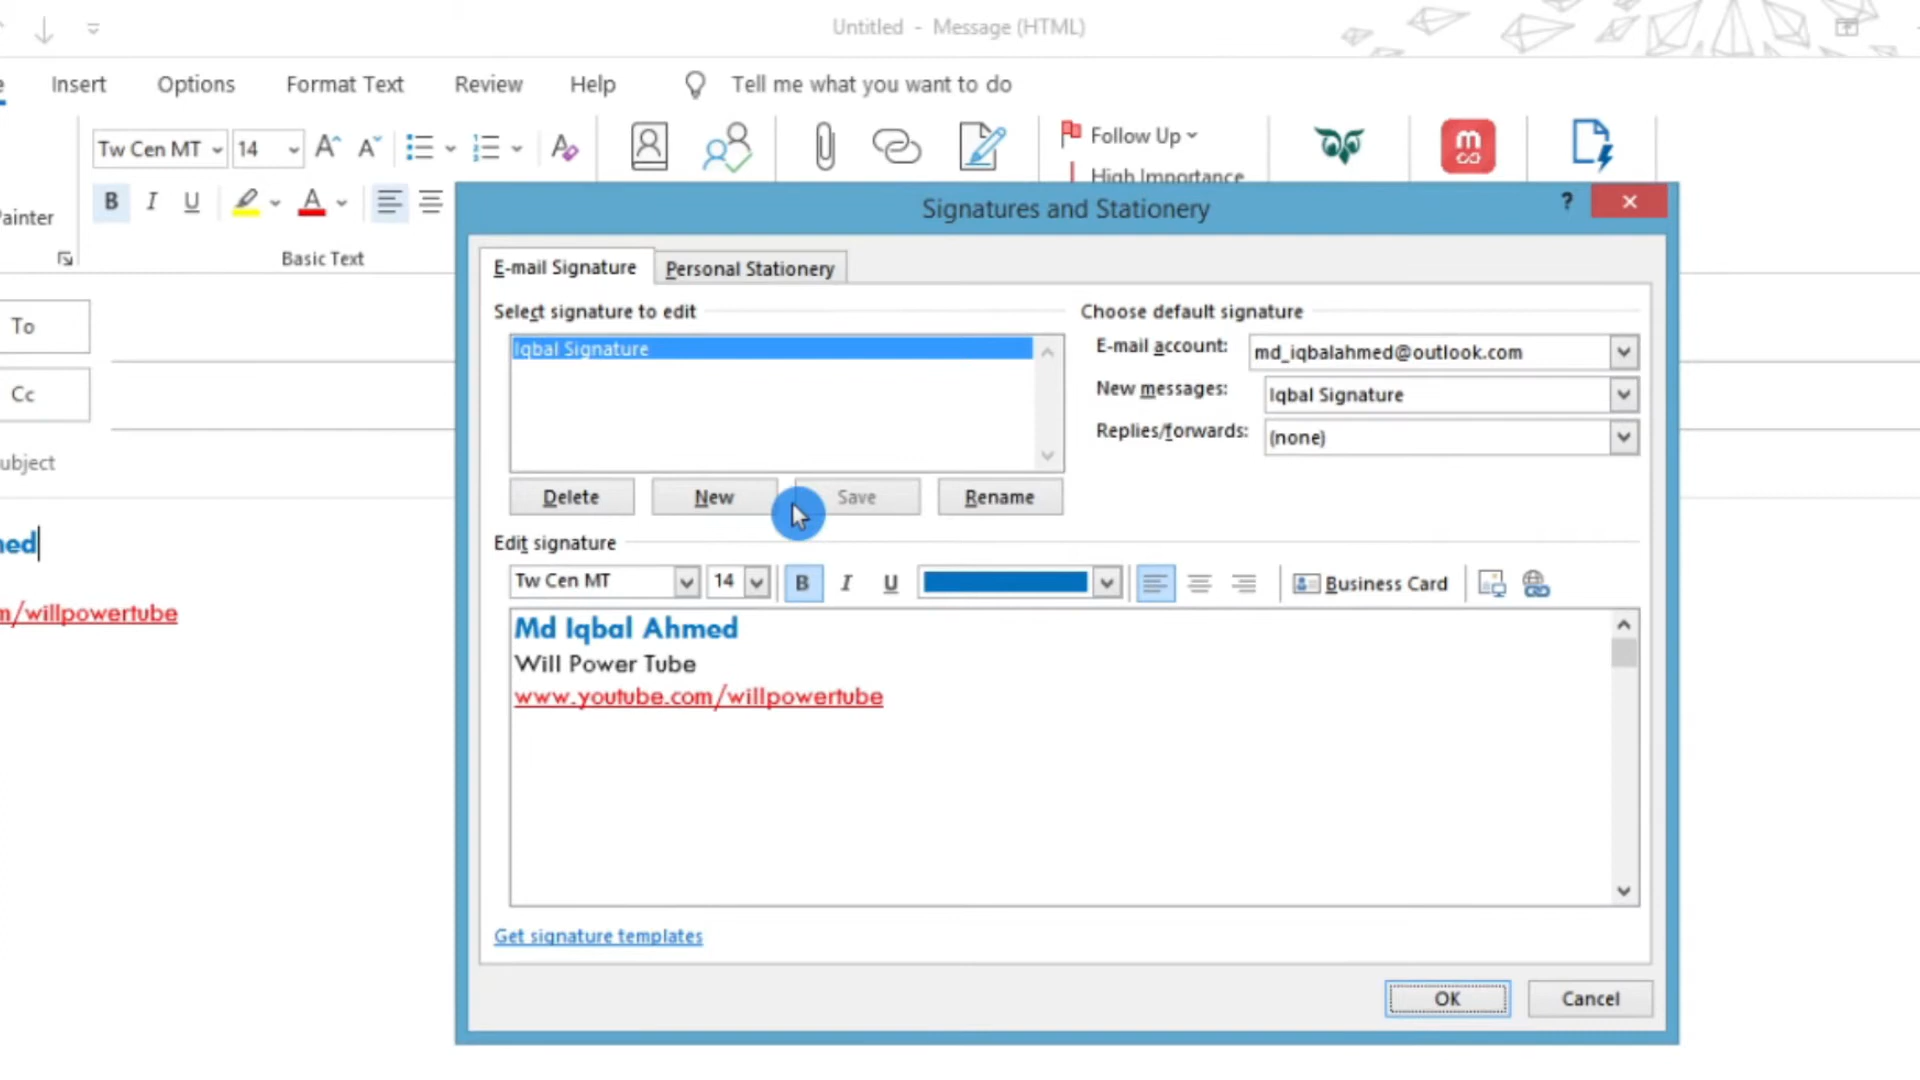 Untitled - Message (HTML)
Insert Options Format Text Review Help Tell me what you want to do
Tw Cen MT 14
Follow Up
High Importance
B I U A
ainter
Basic Text
To
Cc
ubject
ned
m/willpowertube
Signatures and Stationery
?
E-mail Signature Personal Stationery
Select signature to edit
Iqbal Signature
Choose default signature
E-mail account: md_iqbalahmed@outlook.com
New messages: Iqbal Signature
Replies/forwards: (none)
Delete New Save Rename
Edit signature
Tw Cen MT 14 B I U Business Card
Md Iqbal Ahmed
Will Power Tube
www.youtube.com/willpowertube
Get signature templates
OK Cancel